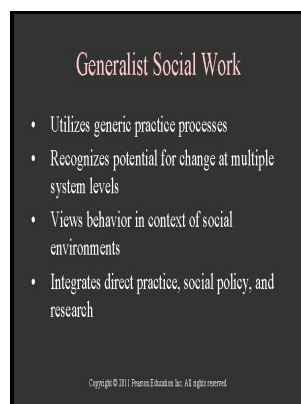 Generalist Social Work
• Utilizes generic practice processes
• Recognizes potential for change at multiple
system levels
• Views behavior in context of social
environments
• Integrates direct practice, social policy, and
research
Copyright © 2011 Pearson Education Inc. All rights reserved.